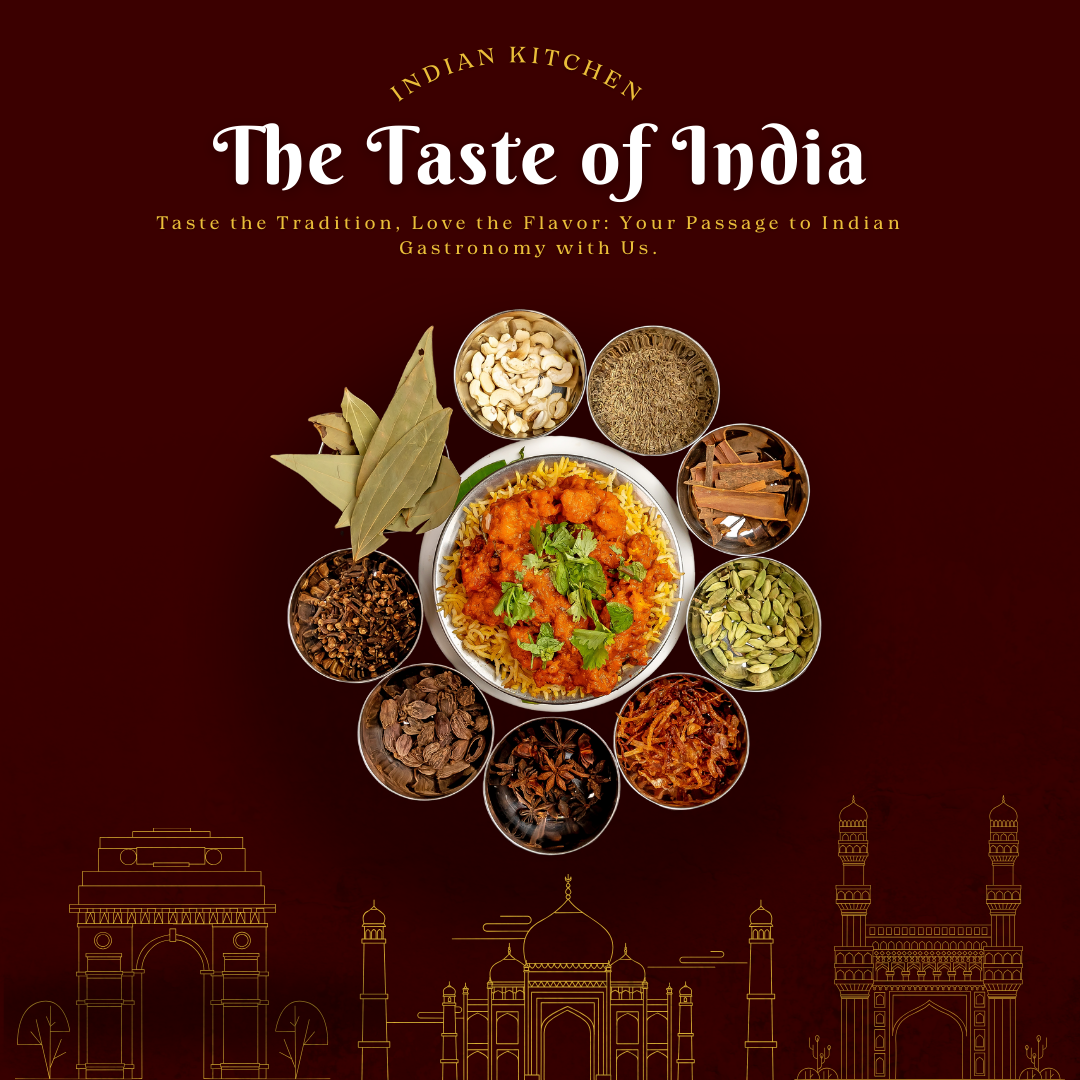 INDIAN KITCHEN
The Taste of India
Taste the Tradition, Love the Flavor: Your Passage to Indian
Gastronomy with Us.